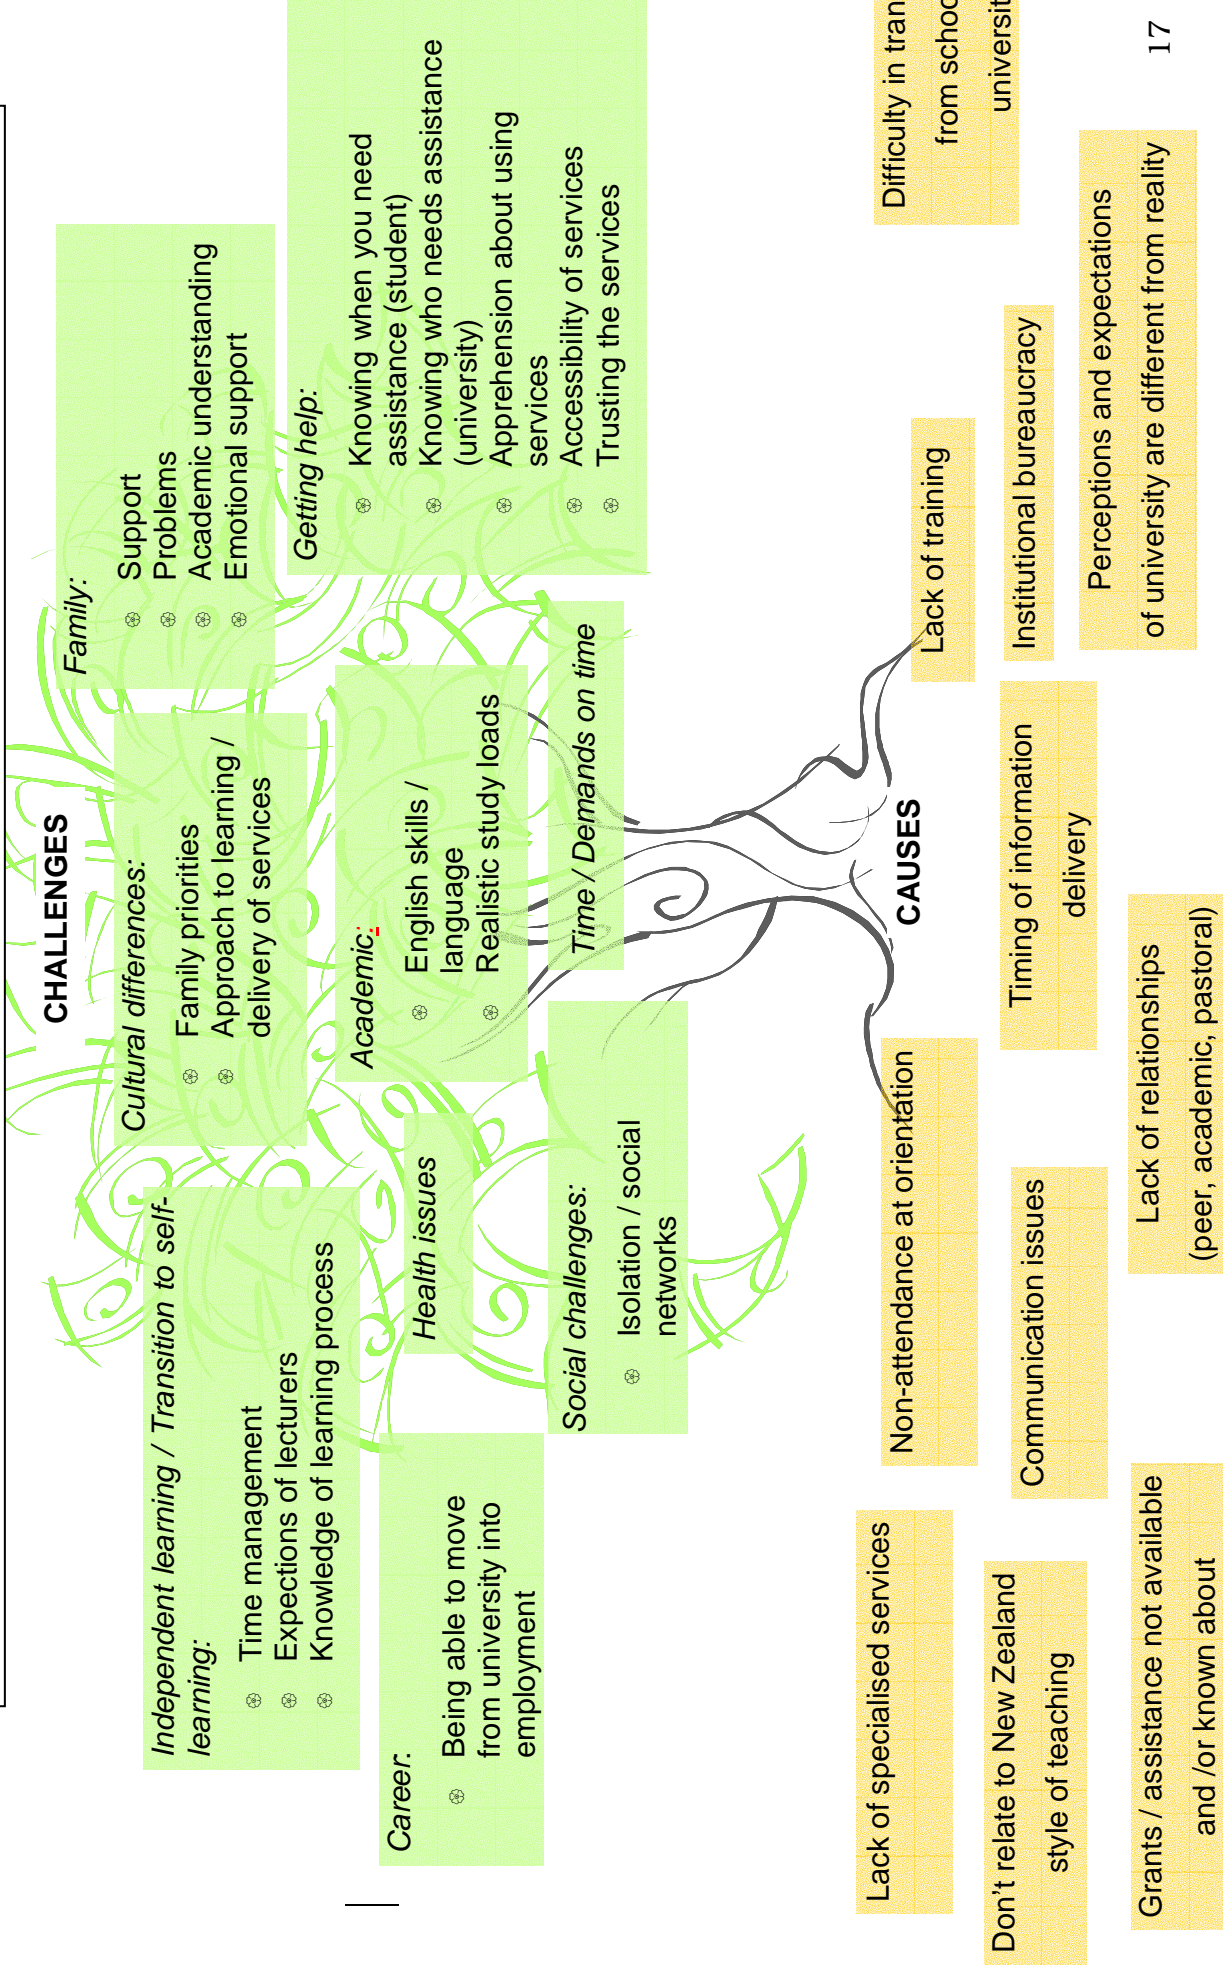 CHALLENGES
Independent learning / Transition to self-
learning:
Time management
Expections of lecturers
Knowledge of learning process
Career:
Being able to move
from university into
employment
Cultural differences:
Family priorities
Approach to learning /
delivery of services
Academic:
English skills /
language
Realistic study loads
Health issues
Social challenges:
Isolation / social
networks
Time / Demands on time
Family:
Support
Problems
Academic understanding
Emotional support
Getting help:
Knowing when you need
assistance (student)
Knowing who needs assistance
(university)
Apprehension about using
services
Accessibility of services
Trusting the services
CAUSES
Lack of specialised services
Don't relate to New Zealand
style of teaching
Grants / assistance not available
and /or known about
Non-attendance at orientation
Communication issues
Lack of relationships
(peer, academic, pastoral)
Timing of information
delivery
Lack of training
Institutional bureaucracy
Perceptions and expectations
of university are different from reality
Difficulty in tran
from schoo
universit
17